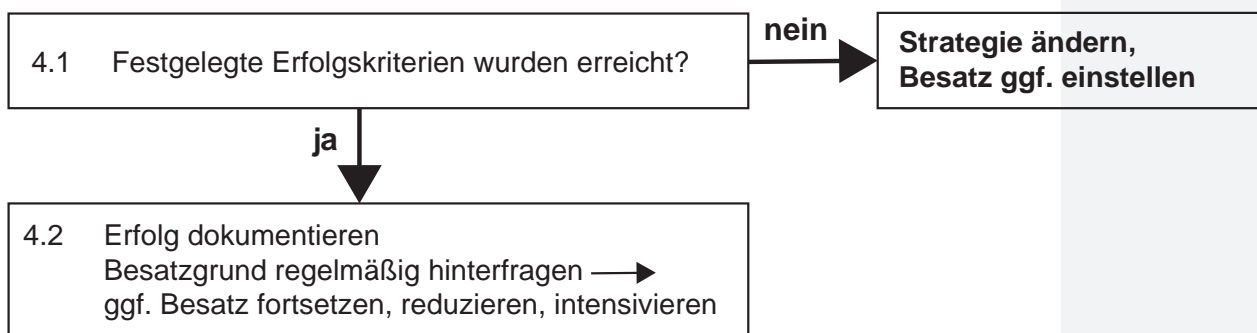 4.1 Festgelegte Erfolgskriterien wurden erreicht?
nein
Strategie ändern,
Besatz ggf. einstellen
ja
4.2 Erfolg dokumentieren
Besatzgrund regelmäßig hinterfragen
ggf. Besatz fortsetzen, reduzieren, intensivieren